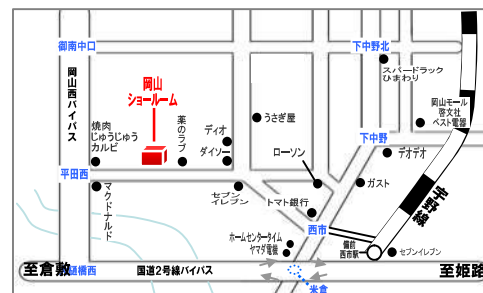 御南中口
下中野北
スーパードラック
ひまわり
岡山西バイパス
岡山
ショールーム
岡山モール
啓文社
ベスト電器
焼肉
じゅうじゅう
カルビ
薬のラブ
ディオ
ダイソー
うさぎ屋
ローソン
下中野
デオデオ
平田西
マクドナルド
セブン
イレブン
トマト銀行
ガスト
宇野線
西市
ホームセンタータイム
ヤマダ電機
備前
西市駅
セブンイレブン
至倉敷
樋橋西
国道2号線バイパス
至姫路
米倉